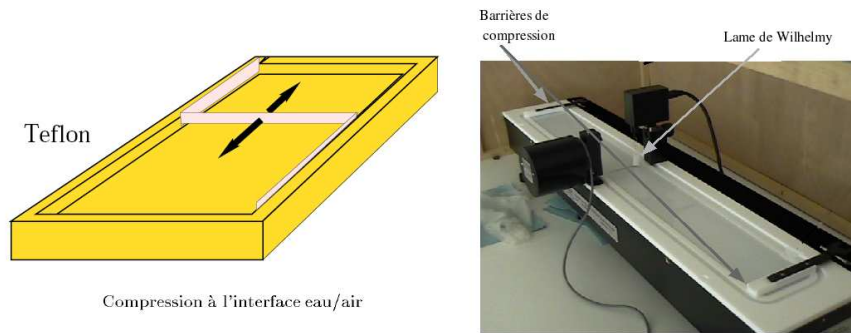 Barrières de
compression
Lame de Wilhelmy
Teflon
Compression à l'interface eau/air